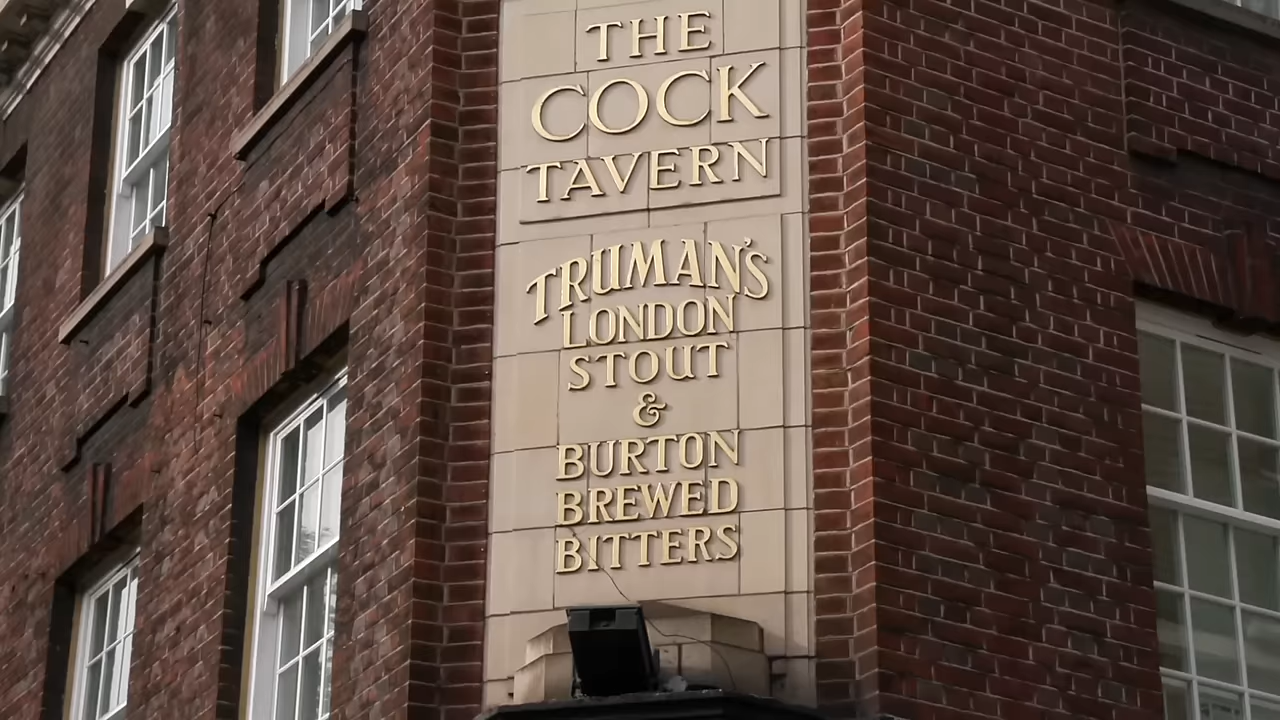 THE
COCK
TAVERN
TRUMAN'S
LONDON
STOUT
&
BURTON
BREWED
BITTERS